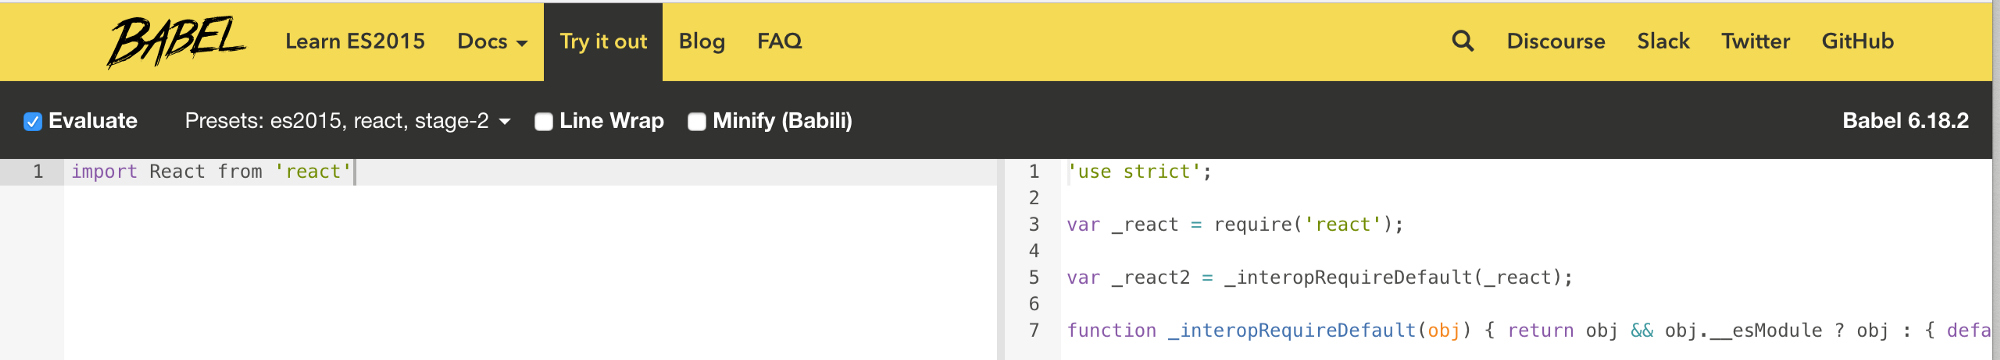 BABEL Learn ES2015 Docs Try it out Blog FAQ Discourse Slack Twitter GitHub
Evaluate Presets: es2015, react, stage-2 Line Wrap Minify (Babili) Babel 6.18.2
1 import React from 'react'
1 'use strict';
2
3 var _react = require('react');
4
5 var _react2 = _interopRequireDefault(_react);
6
7 function _interopRequireDefault(obj) { return obj && obj.__esModule ? obj : { defa